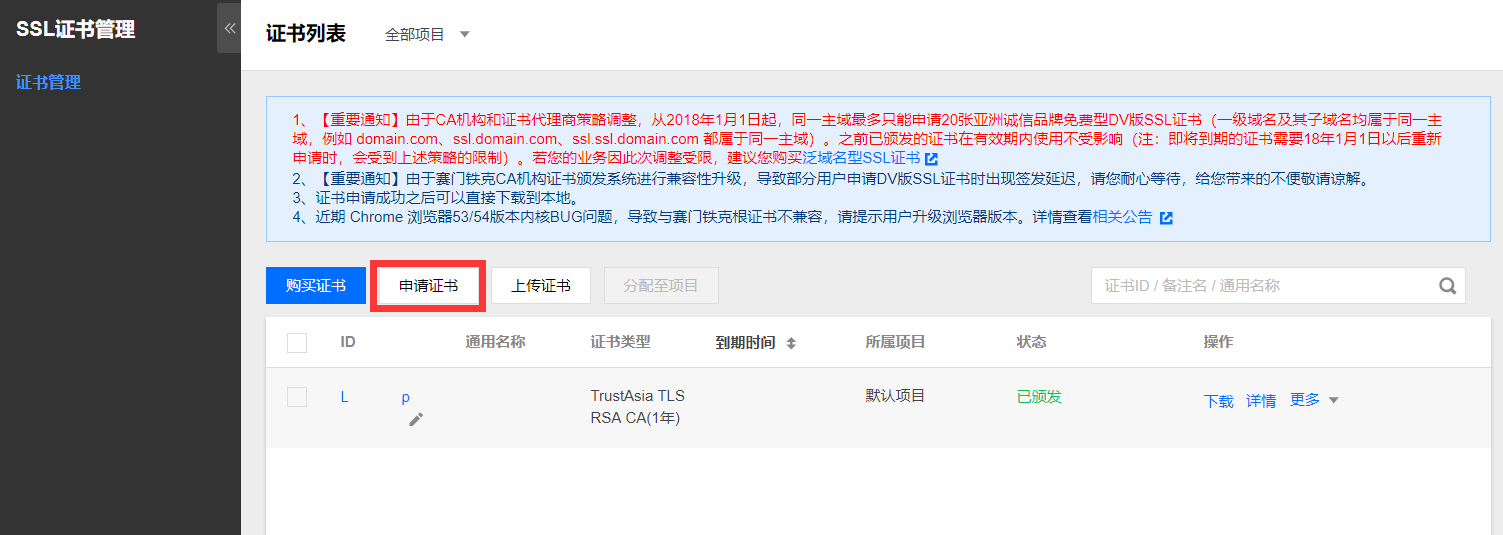 SSL证书管理
证书管理
证书列表 全部项目
1、【重要通知】由于CA机构和证书代理商策略调整，从2018年1月1日起，同一主域最多只能申请20张亚洲诚信品牌免费型DV版SSL证书（一级域名及其子域名均属于同一主
域，例如 domain.com、ssl.domain.com、ssl.ssl.domain.com 都属于同一主域）。之前已颁发的证书在有效期内使用不受影响（注：即将到期的证书需要18年1月1日以后重新
申请时，会受到上述策略的限制）。若您的业务因此次调整受限，建议您购买泛域名型SSL证书
2、【重要通知】由于赛门铁克CA机构证书颁发系统进行兼容性升级，导致部分用户申请DV版SSL证书时出现签发延迟，请您耐心等待，给您带来的不便敬请谅解。
3、证书申请成功之后可以直接下载到本地。
4、近期 Chrome 浏览器53/54版本内核BUG问题，导致与赛门铁克根证书不兼容，请提示用户升级浏览器版本。详情查看相关公告
购买证书 申请证书 上传证书 分配至项目 证书ID / 备注名 / 通用名称
ID 通用名称 证书类型 到期时间 所属项目 状态 操作
L p TrustAsia TLS 默认项目 已颁发 下载 详情 更多
RSA CA(1年)